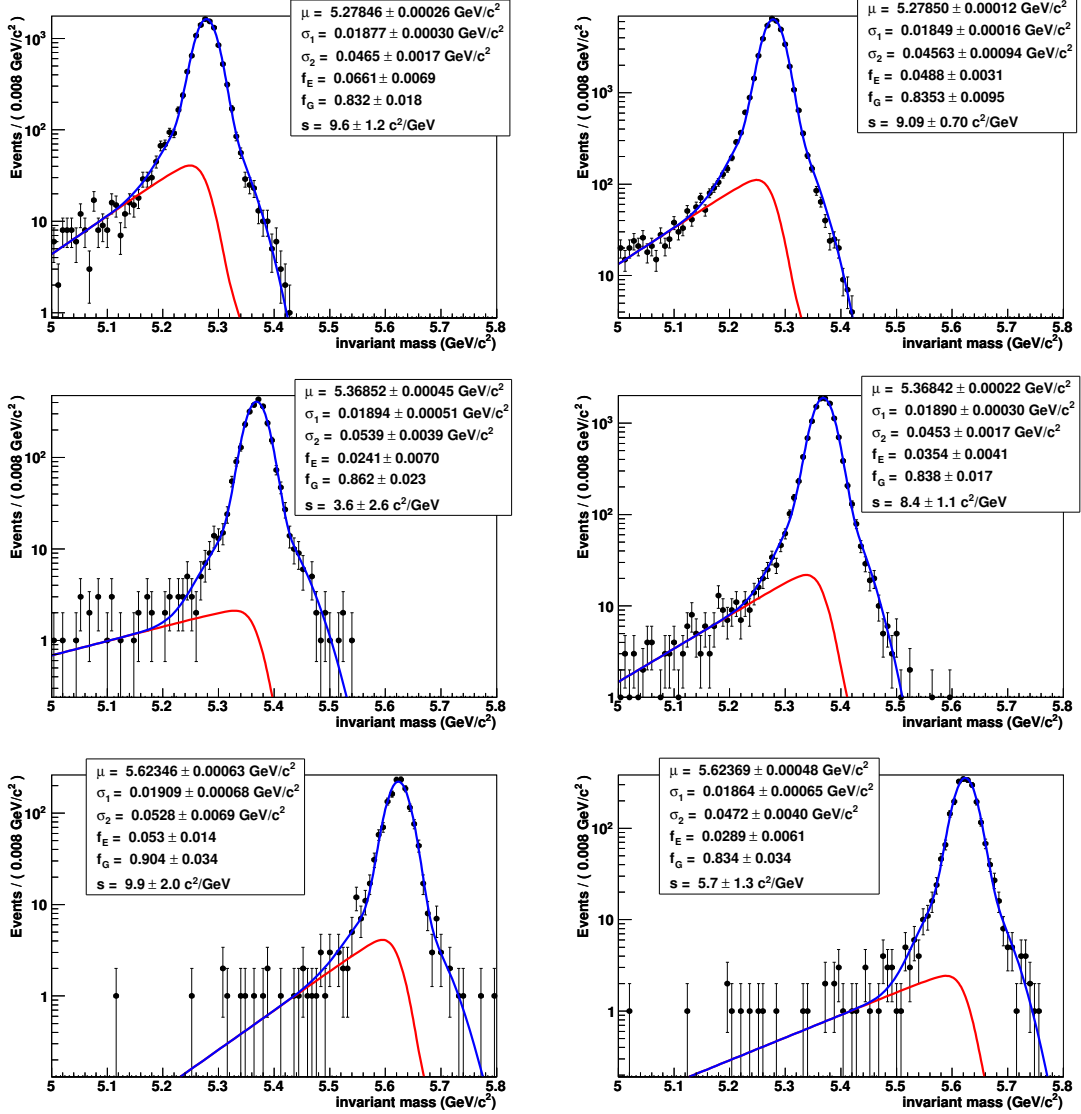 μ = 5.27846 ± 0.00026 GeV/c²
σ₁ = 0.01877 ± 0.00030 GeV/c²
σ₂ = 0.0465 ± 0.0017 GeV/c²
f_E = 0.0661 ± 0.0069
f_G = 0.832 ± 0.018
s = 9.6 ± 1.2 c²/GeV
Events / ( 0.008 GeV/c² )
10³
10²
10
1
5 5.1 5.2 5.3 5.4 5.5 5.6 5.7 5.8
invariant mass (GeV/c²)
μ = 5.27850 ± 0.00012 GeV/c²
σ₁ = 0.01849 ± 0.00016 GeV/c²
σ₂ = 0.04563 ± 0.00094 GeV/c²
f_E = 0.0488 ± 0.0031
f_G = 0.8353 ± 0.0095
s = 9.09 ± 0.70 c²/GeV
Events / ( 0.008 GeV/c² )
10³
10²
10
5 5.1 5.2 5.3 5.4 5.5 5.6 5.7 5.8
invariant mass (GeV/c²)
μ = 5.36852 ± 0.00045 GeV/c²
σ₁ = 0.01894 ± 0.00051 GeV/c²
σ₂ = 0.0539 ± 0.0039 GeV/c²
f_E = 0.0241 ± 0.0070
f_G = 0.862 ± 0.023
s = 3.6 ± 2.6 c²/GeV
Events / ( 0.008 GeV/c² )
10²
10
1
5 5.1 5.2 5.3 5.4 5.5 5.6 5.7 5.8
invariant mass (GeV/c²)
μ = 5.36842 ± 0.00022 GeV/c²
σ₁ = 0.01890 ± 0.00030 GeV/c²
σ₂ = 0.0453 ± 0.0017 GeV/c²
f_E = 0.0354 ± 0.0041
f_G = 0.838 ± 0.017
s = 8.4 ± 1.1 c²/GeV
Events / ( 0.008 GeV/c² )
10³
10²
10
1
5 5.1 5.2 5.3 5.4 5.5 5.6 5.7 5.8
invariant mass (GeV/c²)
μ = 5.62346 ± 0.00063 GeV/c²
σ₁ = 0.01909 ± 0.00068 GeV/c²
σ₂ = 0.0528 ± 0.0069 GeV/c²
f_E = 0.053 ± 0.014
f_G = 0.904 ± 0.034
s = 9.9 ± 2.0 c²/GeV
Events / ( 0.008 GeV/c² )
10²
10
1
5 5.1 5.2 5.3 5.4 5.5 5.6 5.7 5.8
invariant mass (GeV/c²)
μ = 5.62369 ± 0.00048 GeV/c²
σ₁ = 0.01864 ± 0.00065 GeV/c²
σ₂ = 0.0472 ± 0.0040 GeV/c²
f_E = 0.0289 ± 0.0061
f_G = 0.834 ± 0.034
s = 5.7 ± 1.3 c²/GeV
Events / ( 0.008 GeV/c² )
10²
10
1
5 5.1 5.2 5.3 5.4 5.5 5.6 5.7 5.8
invariant mass (GeV/c²)